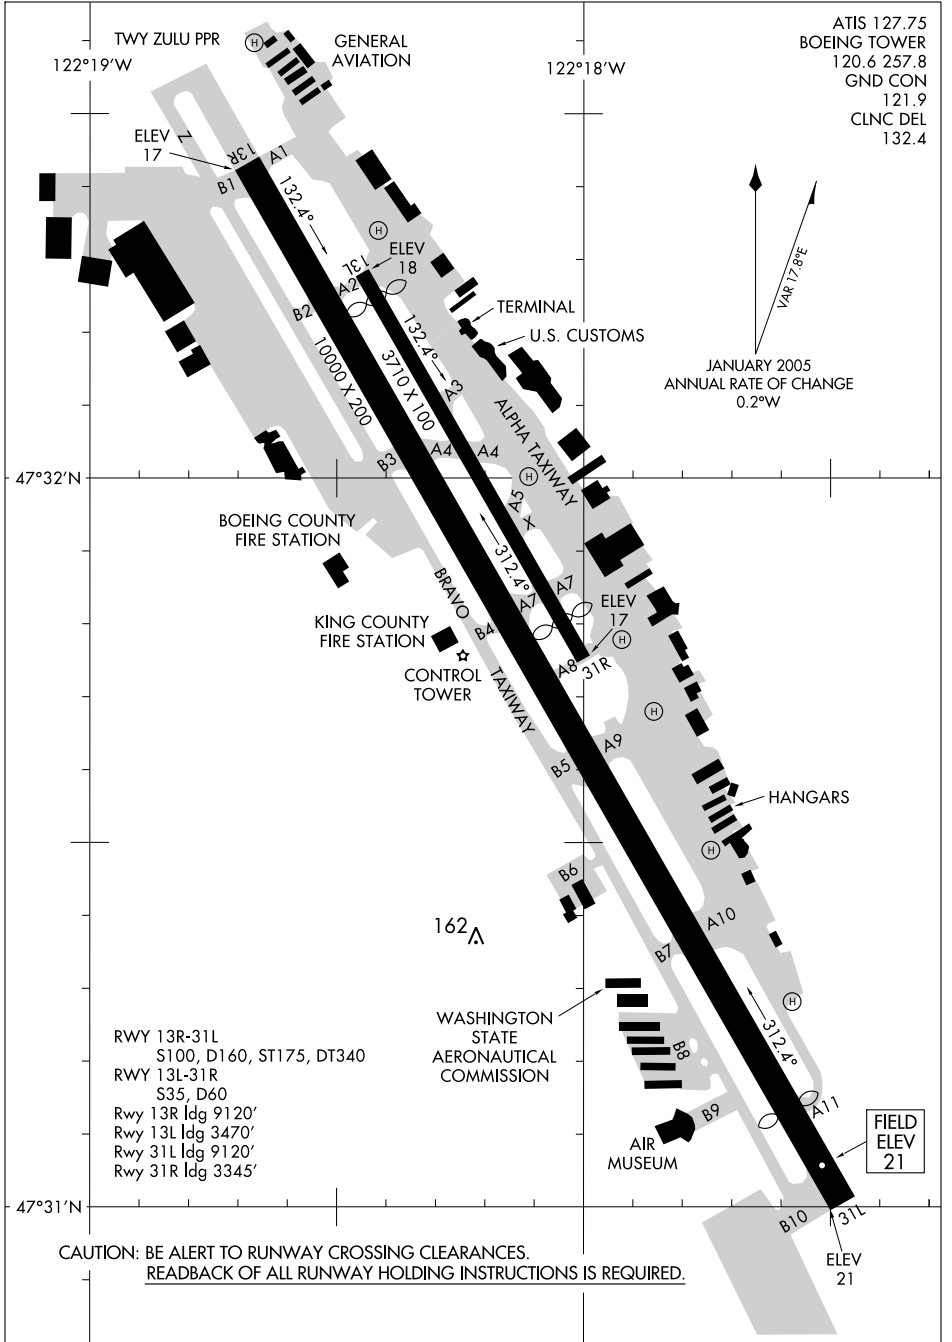 TWY ZULU PPR
122°19'W
GENERAL
AVIATION
122°18'W
ATIS 127.75
BOEING TOWER
120.6 257.8
GND CON
121.9
CLNC DEL
132.4
H
Z
ELEV
17
13R
A1
B1
132.4°
H
ELEV
18
13L
A2
B2
VAR 17.8°E
JANUARY 2005
ANNUAL RATE OF CHANGE
0.2°W
TERMINAL
U.S. CUSTOMS
132.4°
10000 X 200
3710 X 100
A3
ALPHA TAXIWAY
B3
A4
A4
47°32'N
H
A5
X
BOEING COUNTY
FIRE STATION
312.4°
BRAVO
TAXIWAY
A7
A7
ELEV
17
KING COUNTY
FIRE STATION
B4
H
CONTROL
TOWER
A8
31R
H
A9
B5
HANGARS
H
B6
162
A10
B7
H
312.4°
WASHINGTON
STATE
AERONAUTICAL
COMMISSION
B8
RWY 13R-31L
S100, D160, ST175, DT340
RWY 13L-31R
S35, D60
Rwy 13R ldg 9120'
Rwy 13L ldg 3470'
Rwy 31L ldg 9120'
Rwy 31R ldg 3345'
B9
A11
AIR
MUSEUM
FIELD
ELEV
21
47°31'N
B10
31L
ELEV
21
CAUTION: BE ALERT TO RUNWAY CROSSING CLEARANCES.
READBACK OF ALL RUNWAY HOLDING INSTRUCTIONS IS REQUIRED.